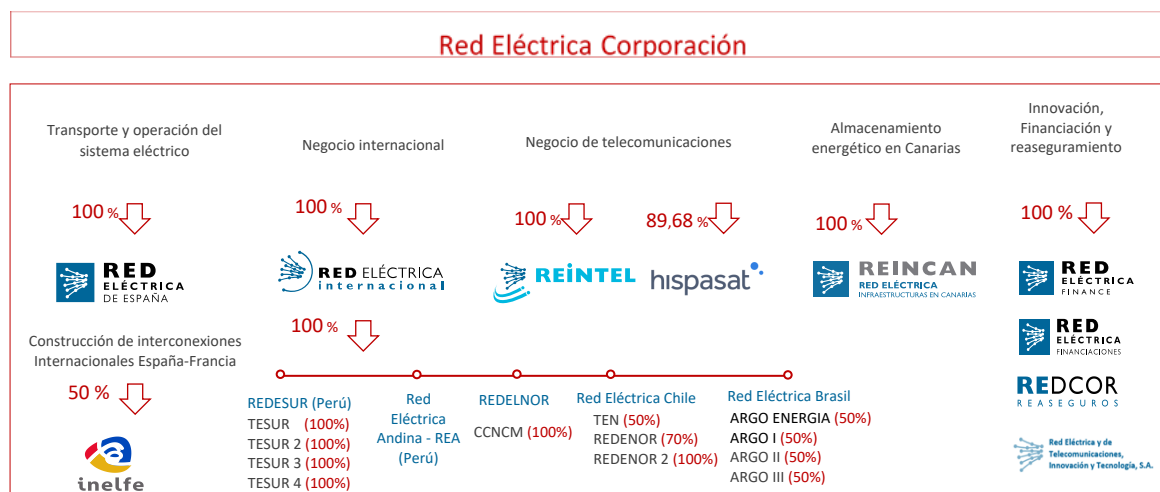 Red Eléctrica Corporación
Transporte y operación del
sistema eléctrico
100 %
RED
ELÉCTRICA
DE ESPAÑA
Construcción de interconexiones
Internacionales España-Francia
50 %
inelfe
Negocio internacional
100 %
RED ELÉCTRICA
internacional
100 %
REDESUR (Perú)
TESUR (100%)
TESUR 2 (100%)
TESUR 3 (100%)
TESUR 4 (100%)
Red
Eléctrica
Andina - REA
(Perú)
REDELNOR
CCNCM (100%)
Red Eléctrica Chile
TEN (50%)
REDENOR (70%)
REDENOR 2 (100%)
Red Eléctrica Brasil
ARGO ENERGIA (50%)
ARGO I (50%)
ARGO II (50%)
ARGO III (50%)
Negocio de telecomunicaciones
100 %
REiNTEL
89,68 %
hispasat
Almacenamiento
energético en Canarias
100 %
REINCAN
RED ELÉCTRICA
INFRAESTRUCTURAS EN CANARIAS
Innovación,
Financiación y
reaseguramiento
100 %
RED
ELÉCTRICA
FINANCE
RED
ELÉCTRICA
FINANCIACIONES
REDCOR
REASEGUROS
Red Eléctrica y de
Telecomunicaciones,
Innovación y Tecnología, S.A.